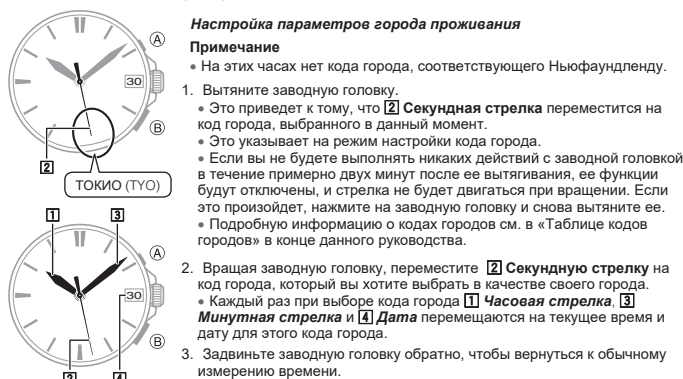 Настройка параметров города проживания
Примечание
• На этих часах нет кода города, соответствующего Ньюфаундленду.
1. Вытяните заводную головку.
• Это приведет к тому, что 2 Секундная стрелка переместится на
код города, выбранного в данный момент.
• Это указывает на режим настройки кода города.
• Если вы не будете выполнять никаких действий с заводной головкой
в течение примерно двух минут после ее вытягивания, ее функции
будут отключены, и стрелка не будет двигаться при вращении. Если
это произойдет, нажмите на заводную головку и снова вытяните ее.
• Подробную информацию о кодах городов см. в «Таблице кодов
городов» в конце данного руководства.
2. Вращая заводную головку, переместите 2 Секундную стрелку на
код города, который вы хотите выбрать в качестве своего города.
• Каждый раз при выборе кода города 1 Часовая стрелка, 3
Минутная стрелка и 4 Дата перемещаются на текущее время и
дату для этого кода города.
3. Задвиньте заводную головку обратно, чтобы вернуться к обычному
измерению времени.
A
30
B
2
ТОКИО (TYO)
1 3
A
30
B
2 4